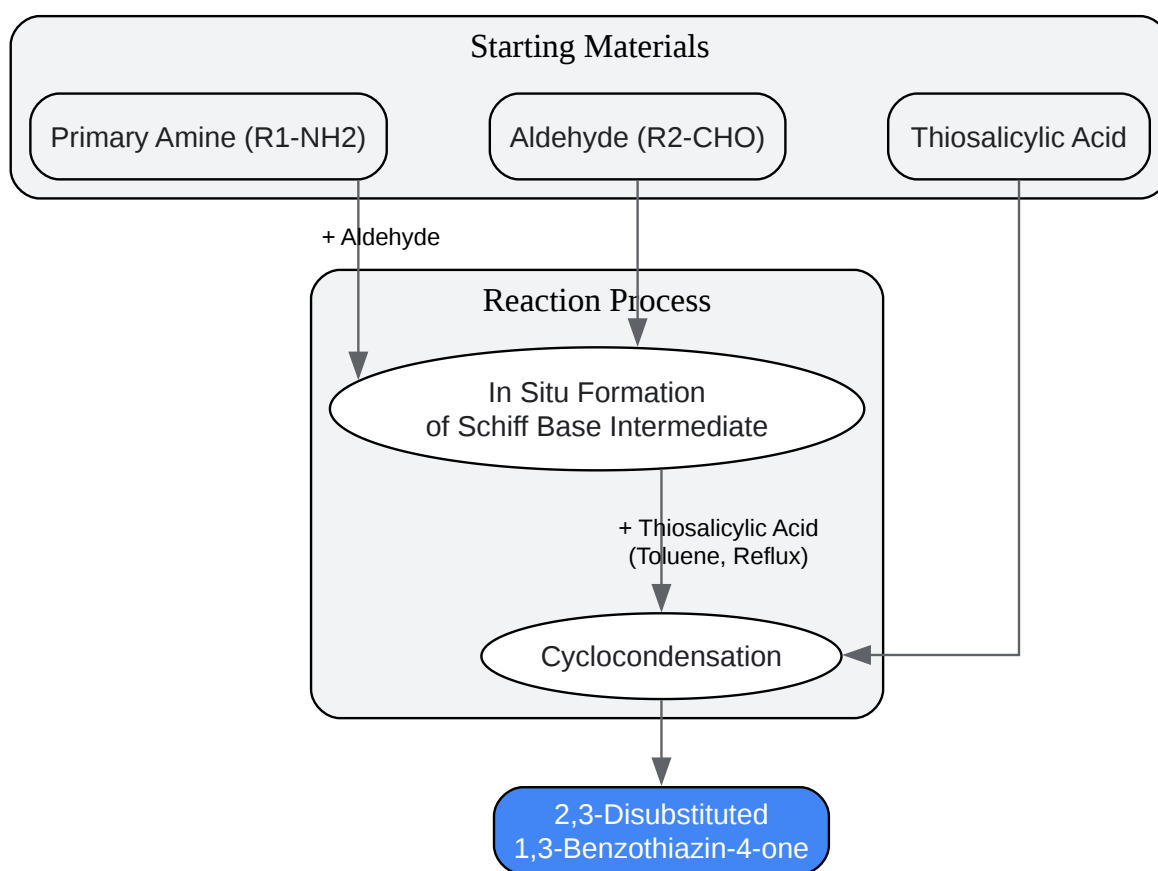 Starting Materials
Primary Amine (R1-NH2)
Aldehyde (R2-CHO)
Thiosalicylic Acid
+ Aldehyde
Reaction Process
In Situ Formation
of Schiff Base Intermediate
+ Thiosalicylic Acid
(Toluene, Reflux)
Cyclocondensation
2,3-Disubstituted
1,3-Benzothiazin-4-one